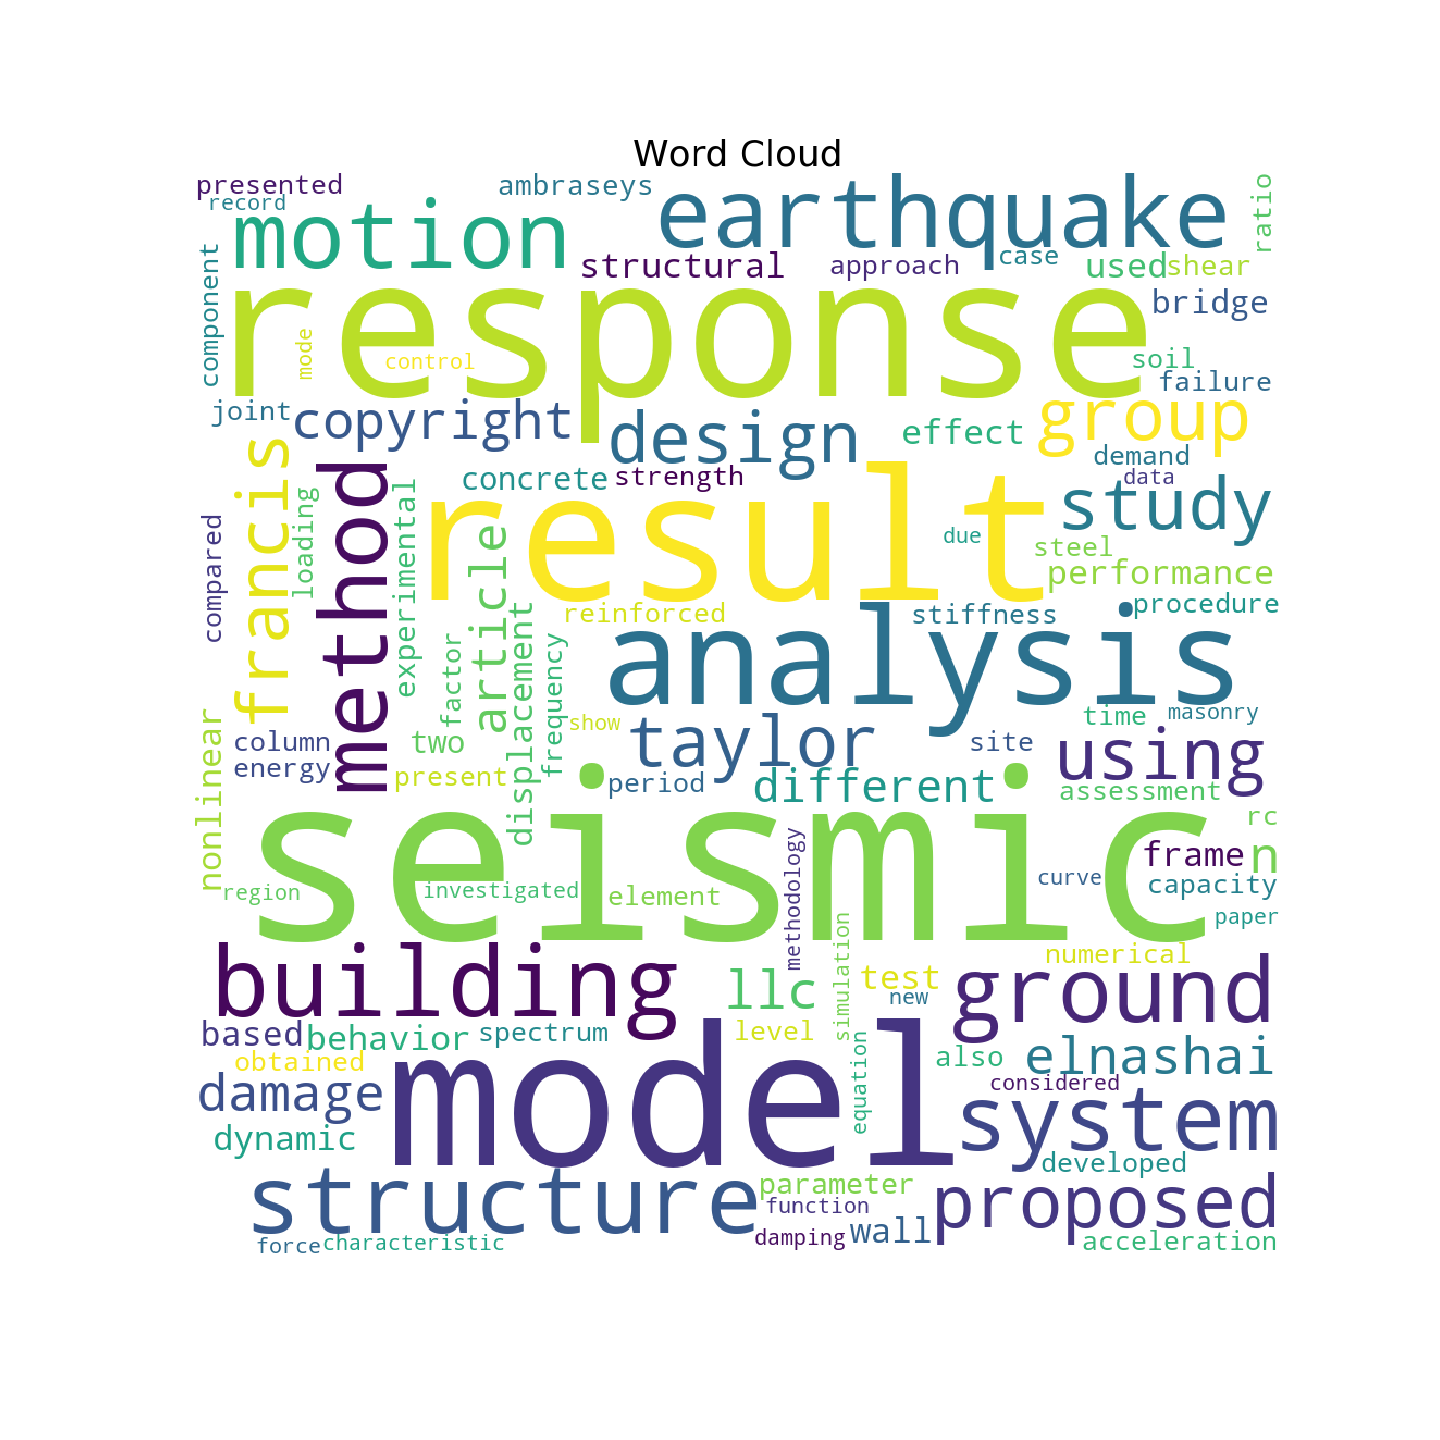 Word Cloud
presented
ambraseys
earthquake
ratio
record
motion
component
structural
approach
case
used
shear
response
bridge
mode
control
soil
failure
joint
copyright
design
effect
group
francis
method
concrete
strength
demand
data
study
loading
experimental
result
compared
article
due
steel
performance
reinforced
analysis
stiffness
procedure
displacement
factor
frequency
nonlinear
column
two
show
taylor
site
time
masonry
energy
present
period
different
using
assessment
seismic
rc
methodology
frame
n
region
investigated
element
curve
capacity
simulation
paper
building
llc
test
numerical
new
ground
based
behavior
spectrum
level
equation
also
elnashai
obtained
damage
model
considered
system
dynamic
developed
structure
parameter
proposed
function
force
characteristic
damping
wall
acceleration